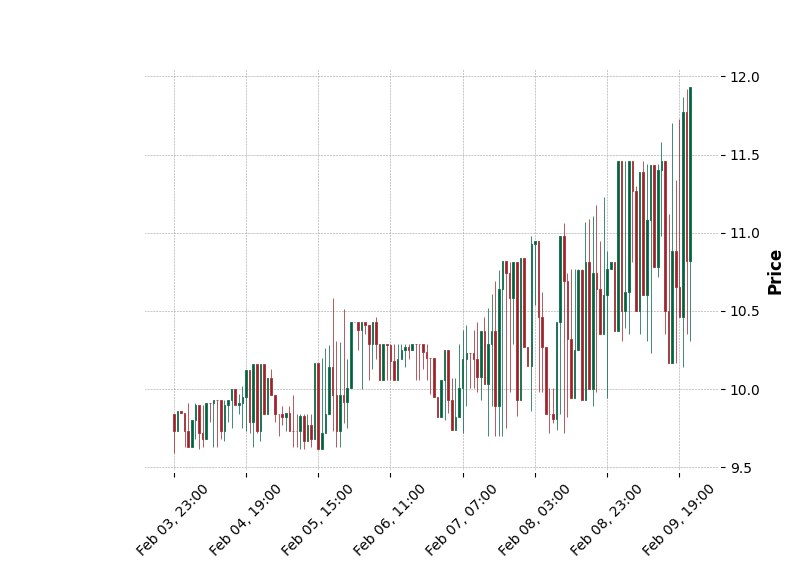 12.0
11.5
11.0
10.5
10.0
9.5
Price
Feb 03, 23:00
Feb 04, 19:00
Feb 05, 15:00
Feb 06, 11:00
Feb 07, 07:00
Feb 08, 03:00
Feb 08, 23:00
Feb 09, 19:00